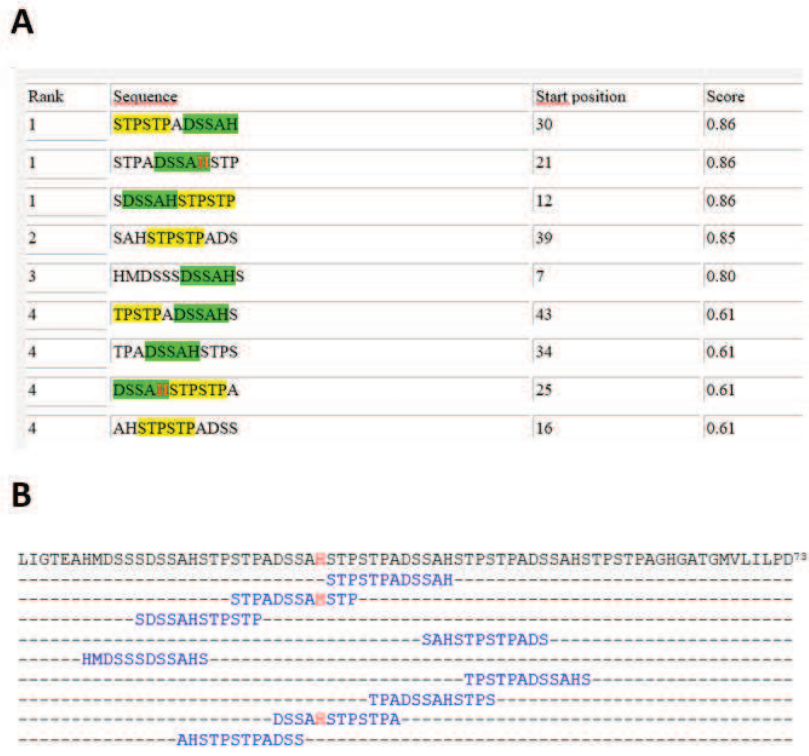 A
Rank Sequence Start position Score
1 STPSTPADSSAH 30 0.86
1 STPADSSAHSTP 21 0.86
1 SDSSAHSTPSTP 12 0.86
2 SAHSTPSTPADS 39 0.85
3 HMDSSSDSSAHS 7 0.80
4 TPSTPADSSAHS 43 0.61
4 TPADSSAHSTPS 34 0.61
4 DSSAHSTPSTPA 25 0.61
4 AHSTPSTPADSS 16 0.61
B
LIGTEAHMDSSSDSSAHSTPSTPADSSAHSTPSTPADSSAHSTPSTPADSSAHSTPSTPAGHGATGMVLILPD73
-----------------------------STPSTPADSSAH--------------------------------
--------------------STPADSSAHSTP-----------------------------------------
-----------SDSSAHSTPSTP--------------------------------------------------
--------------------------------------SAHSTPSTPADS-----------------------
------HMDSSSDSSAHS-------------------------------------------------------
------------------------------------------TPSTPADSSAHS-------------------
---------------------------------TPADSSAHSTPS----------------------------
------------------------DSSAHSTPSTPA-------------------------------------
---------------AHSTPSTPADSS----------------------------------------------